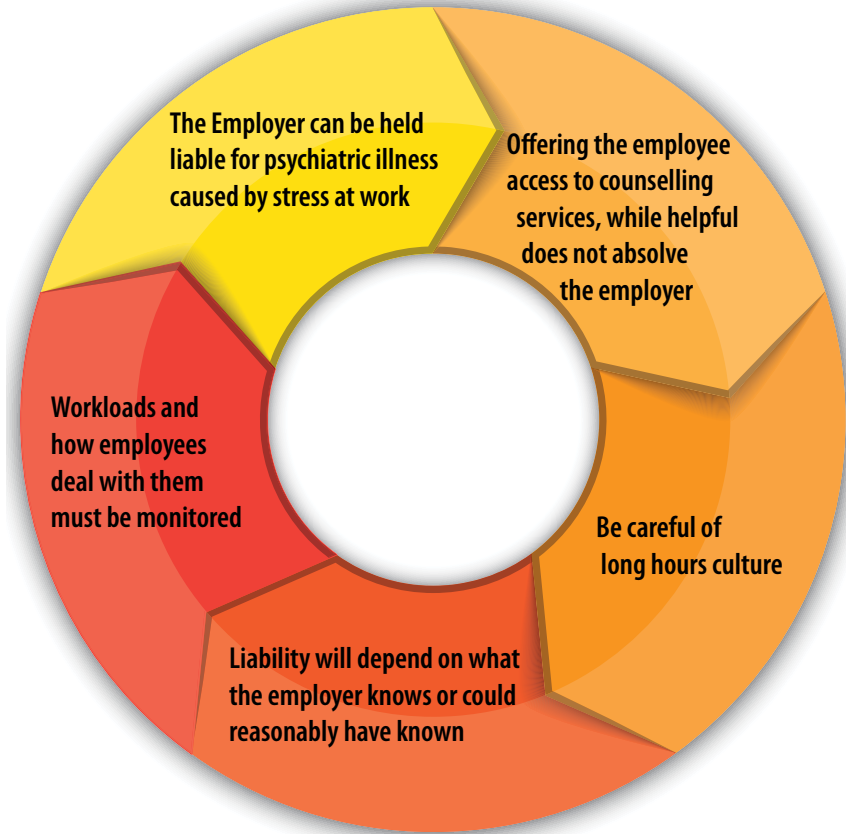 The Employer can be held
liable for psychiatric illness
caused by stress at work
Offering the employee
access to counselling
services, while helpful
does not absolve
the employer
Be careful of
long hours culture
Liability will depend on what
the employer knows or could
reasonably have known
Workloads and
how employees
deal with them
must be monitored